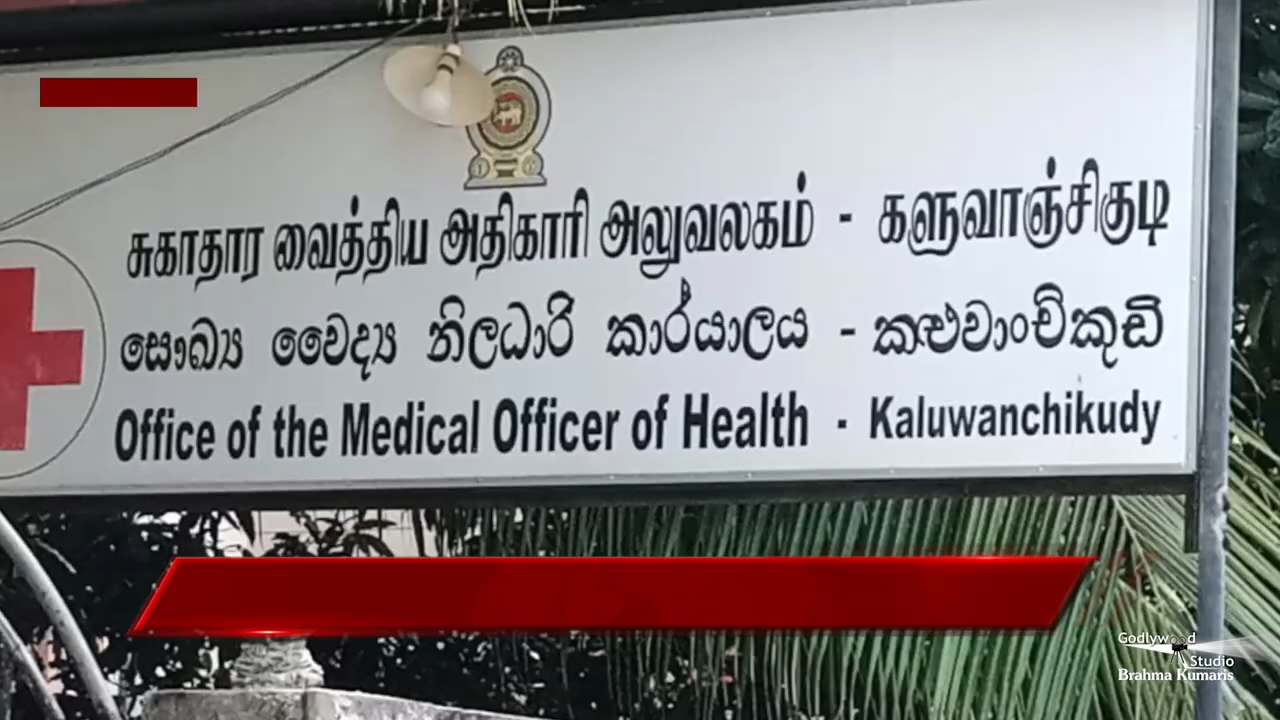 சுகாதார வைத்திய அதிகாரி அலுவலகம் - களுவாஞ்சிகுடி
සෞඛ්‍ය වෛද්‍ය නිලධාරි කාර්යාලය - කළුවාංචිකුඩි
Office of the Medical Officer of Health - Kaluwanchikudy
Godlywood
Studio
Brahma Kumaris